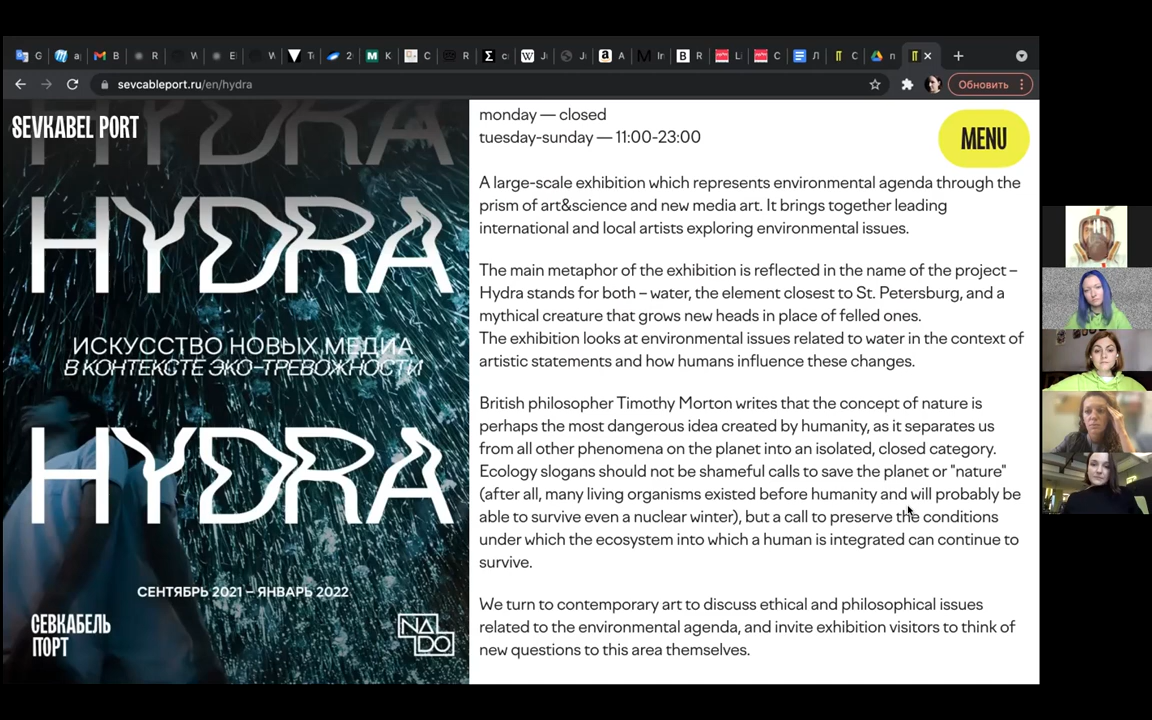 G
a
B
R
W
E
W
T
2
K
C
R
c
J
J
A
In
R
Li
C
Л
C
п
sevcableport.ru/en/hydra
Обновить
SEVKABEL PORT
HYDRA
HYDRA
ИСКУССТВО НОВЫХ МЕДИА
В КОНТЕКСТЕ ЭКО-ТРЕВОЖНОСТИ
HYDRA
СЕНТЯБРЬ 2021 – ЯНВАРЬ 2022
СЕВКАБЕЛЬ
ПОРТ
NA
DO
MENU
monday — closed
tuesday-sunday — 11:00-23:00
A large-scale exhibition which represents environmental agenda through the
prism of art&science and new media art. It brings together leading
international and local artists exploring environmental issues.
The main metaphor of the exhibition is reflected in the name of the project –
Hydra stands for both – water, the element closest to St. Petersburg, and a
mythical creature that grows new heads in place of felled ones.
The exhibition looks at environmental issues related to water in the context of
artistic statements and how humans influence these changes.
British philosopher Timothy Morton writes that the concept of nature is
perhaps the most dangerous idea created by humanity, as it separates us
from all other phenomena on the planet into an isolated, closed category.
Ecology slogans should not be shameful calls to save the planet or "nature"
(after all, many living organisms existed before humanity and will probably be
able to survive even a nuclear winter), but a call to preserve the conditions
under which the ecosystem into which a human is integrated can continue to
survive.
We turn to contemporary art to discuss ethical and philosophical issues
related to the environmental agenda, and invite exhibition visitors to think of
new questions to this area themselves.